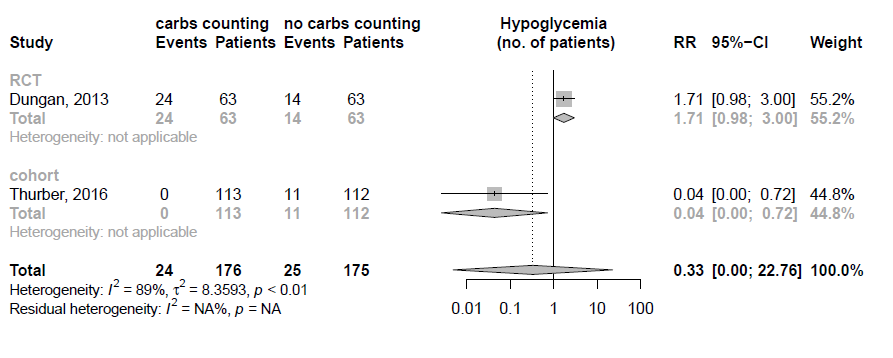 carbs counting no carbs counting Hypoglycemia
Study Events Patients Events Patients (no. of patients) RR 95%−CI Weight
RCT
Dungan, 2013 24 63 14 63 1.71 [0.98; 3.00] 55.2%
Total 24 63 14 63 1.71 [0.98; 3.00] 55.2%
Heterogeneity: not applicable
cohort
Thurber, 2016 0 113 11 112 0.04 [0.00; 0.72] 44.8%
Total 0 113 11 112 0.04 [0.00; 0.72] 44.8%
Heterogeneity: not applicable
Total 24 176 25 175 0.33 [0.00; 22.76] 100.0%
Heterogeneity: I² = 89%, τ² = 8.3593, p < 0.01
Residual heterogeneity: I² = NA%, p = NA
0.01 0.1 1 10 100